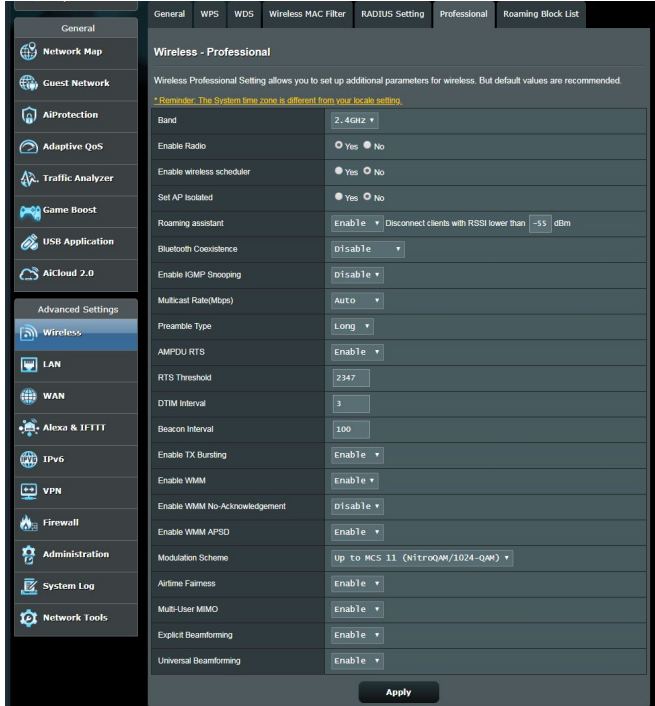 General WPS WDS Wireless MAC Filter RADIUS Setting Professional Roaming Block List
General
Network Map
Guest Network
AiProtection
Adaptive QoS
Traffic Analyzer
Game Boost
USB Application
AiCloud 2.0
Advanced Settings
Wireless
LAN
WAN
Alexa & IFTTT
IPv6
VPN
Firewall
Administration
System Log
Network Tools
Wireless - Professional
Wireless Professional Setting allows you to set up additional parameters for wireless. But default values are recommended.
* Reminder: The System time zone is different from your locale setting.
Band 2.4GHz
Enable Radio Yes No
Enable wireless scheduler Yes No
Set AP Isolated Yes No
Roaming assistant Enable Disconnect clients with RSSI lower than -55 dBm
Bluetooth Coexistence Disable
Enable IGMP Snooping Disable
Multicast Rate(Mbps) Auto
Preamble Type Long
AMPDU RTS Enable
RTS Threshold 2347
DTIM Interval 3
Beacon Interval 100
Enable TX Bursting Enable
Enable WMM Enable
Enable WMM No-Acknowledgement Disable
Enable WMM APSD Enable
Modulation Scheme Up to MCS 11 (NitroQAM/1024-QAM)
Airtime Fairness Enable
Multi-User MIMO Enable
Explicit Beamforming Enable
Universal Beamforming Enable
Apply